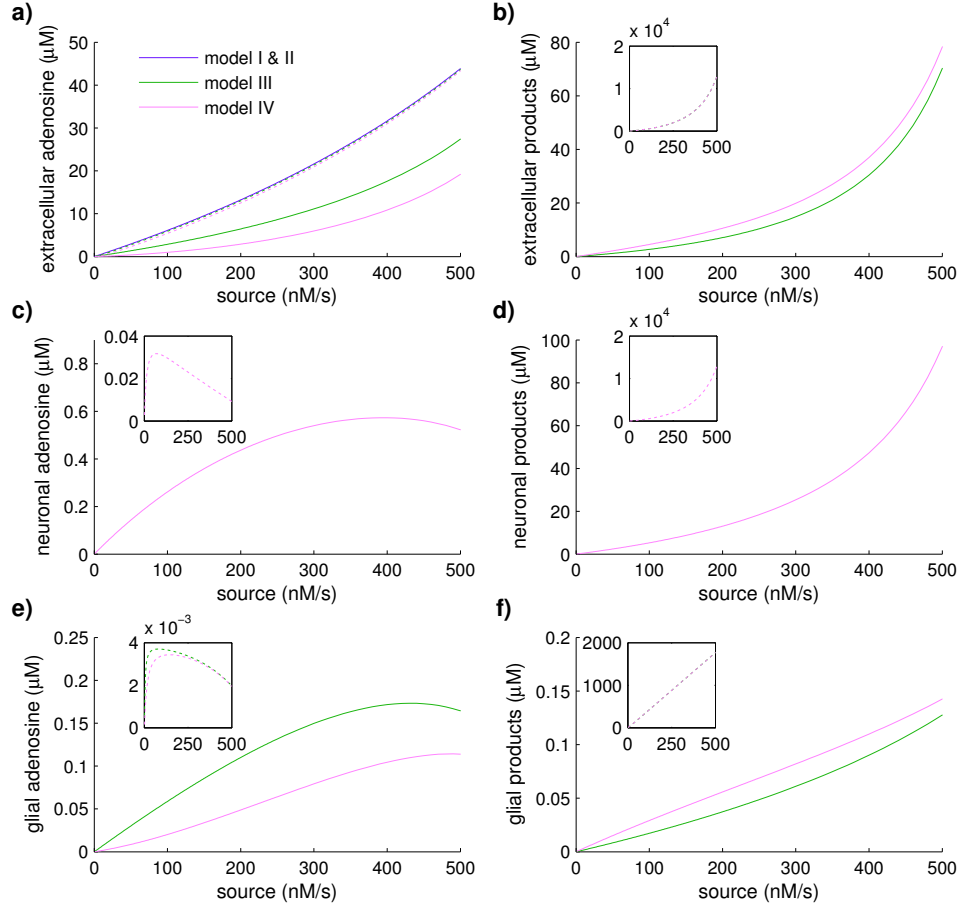 a)
extracellular adenosine (μM)
50
40
30
20
10
0
model I & II
model III
model IV
0 100 200 300 400 500
source (nM/s)
b)
extracellular products (μM)
80
60
40
20
0
x 10⁴
2
1
0
0 250 500
0 100 200 300 400 500
source (nM/s)
c)
neuronal adenosine (μM)
0.8
0.6
0.4
0.2
0
0.04
0.02
0
0 250 500
0 100 200 300 400 500
source (nM/s)
d)
neuronal products (μM)
100
80
60
40
20
0
x 10⁴
2
1
0
0 250 500
0 100 200 300 400 500
source (nM/s)
e)
glial adenosine (μM)
0.25
0.2
0.15
0.1
0.05
0
x 10⁻³
4
2
0
0 250 500
0 100 200 300 400 500
source (nM/s)
f)
glial products (μM)
0.2
0.15
0.1
0.05
0
2000
1000
0
0 250 500
0 100 200 300 400 500
source (nM/s)